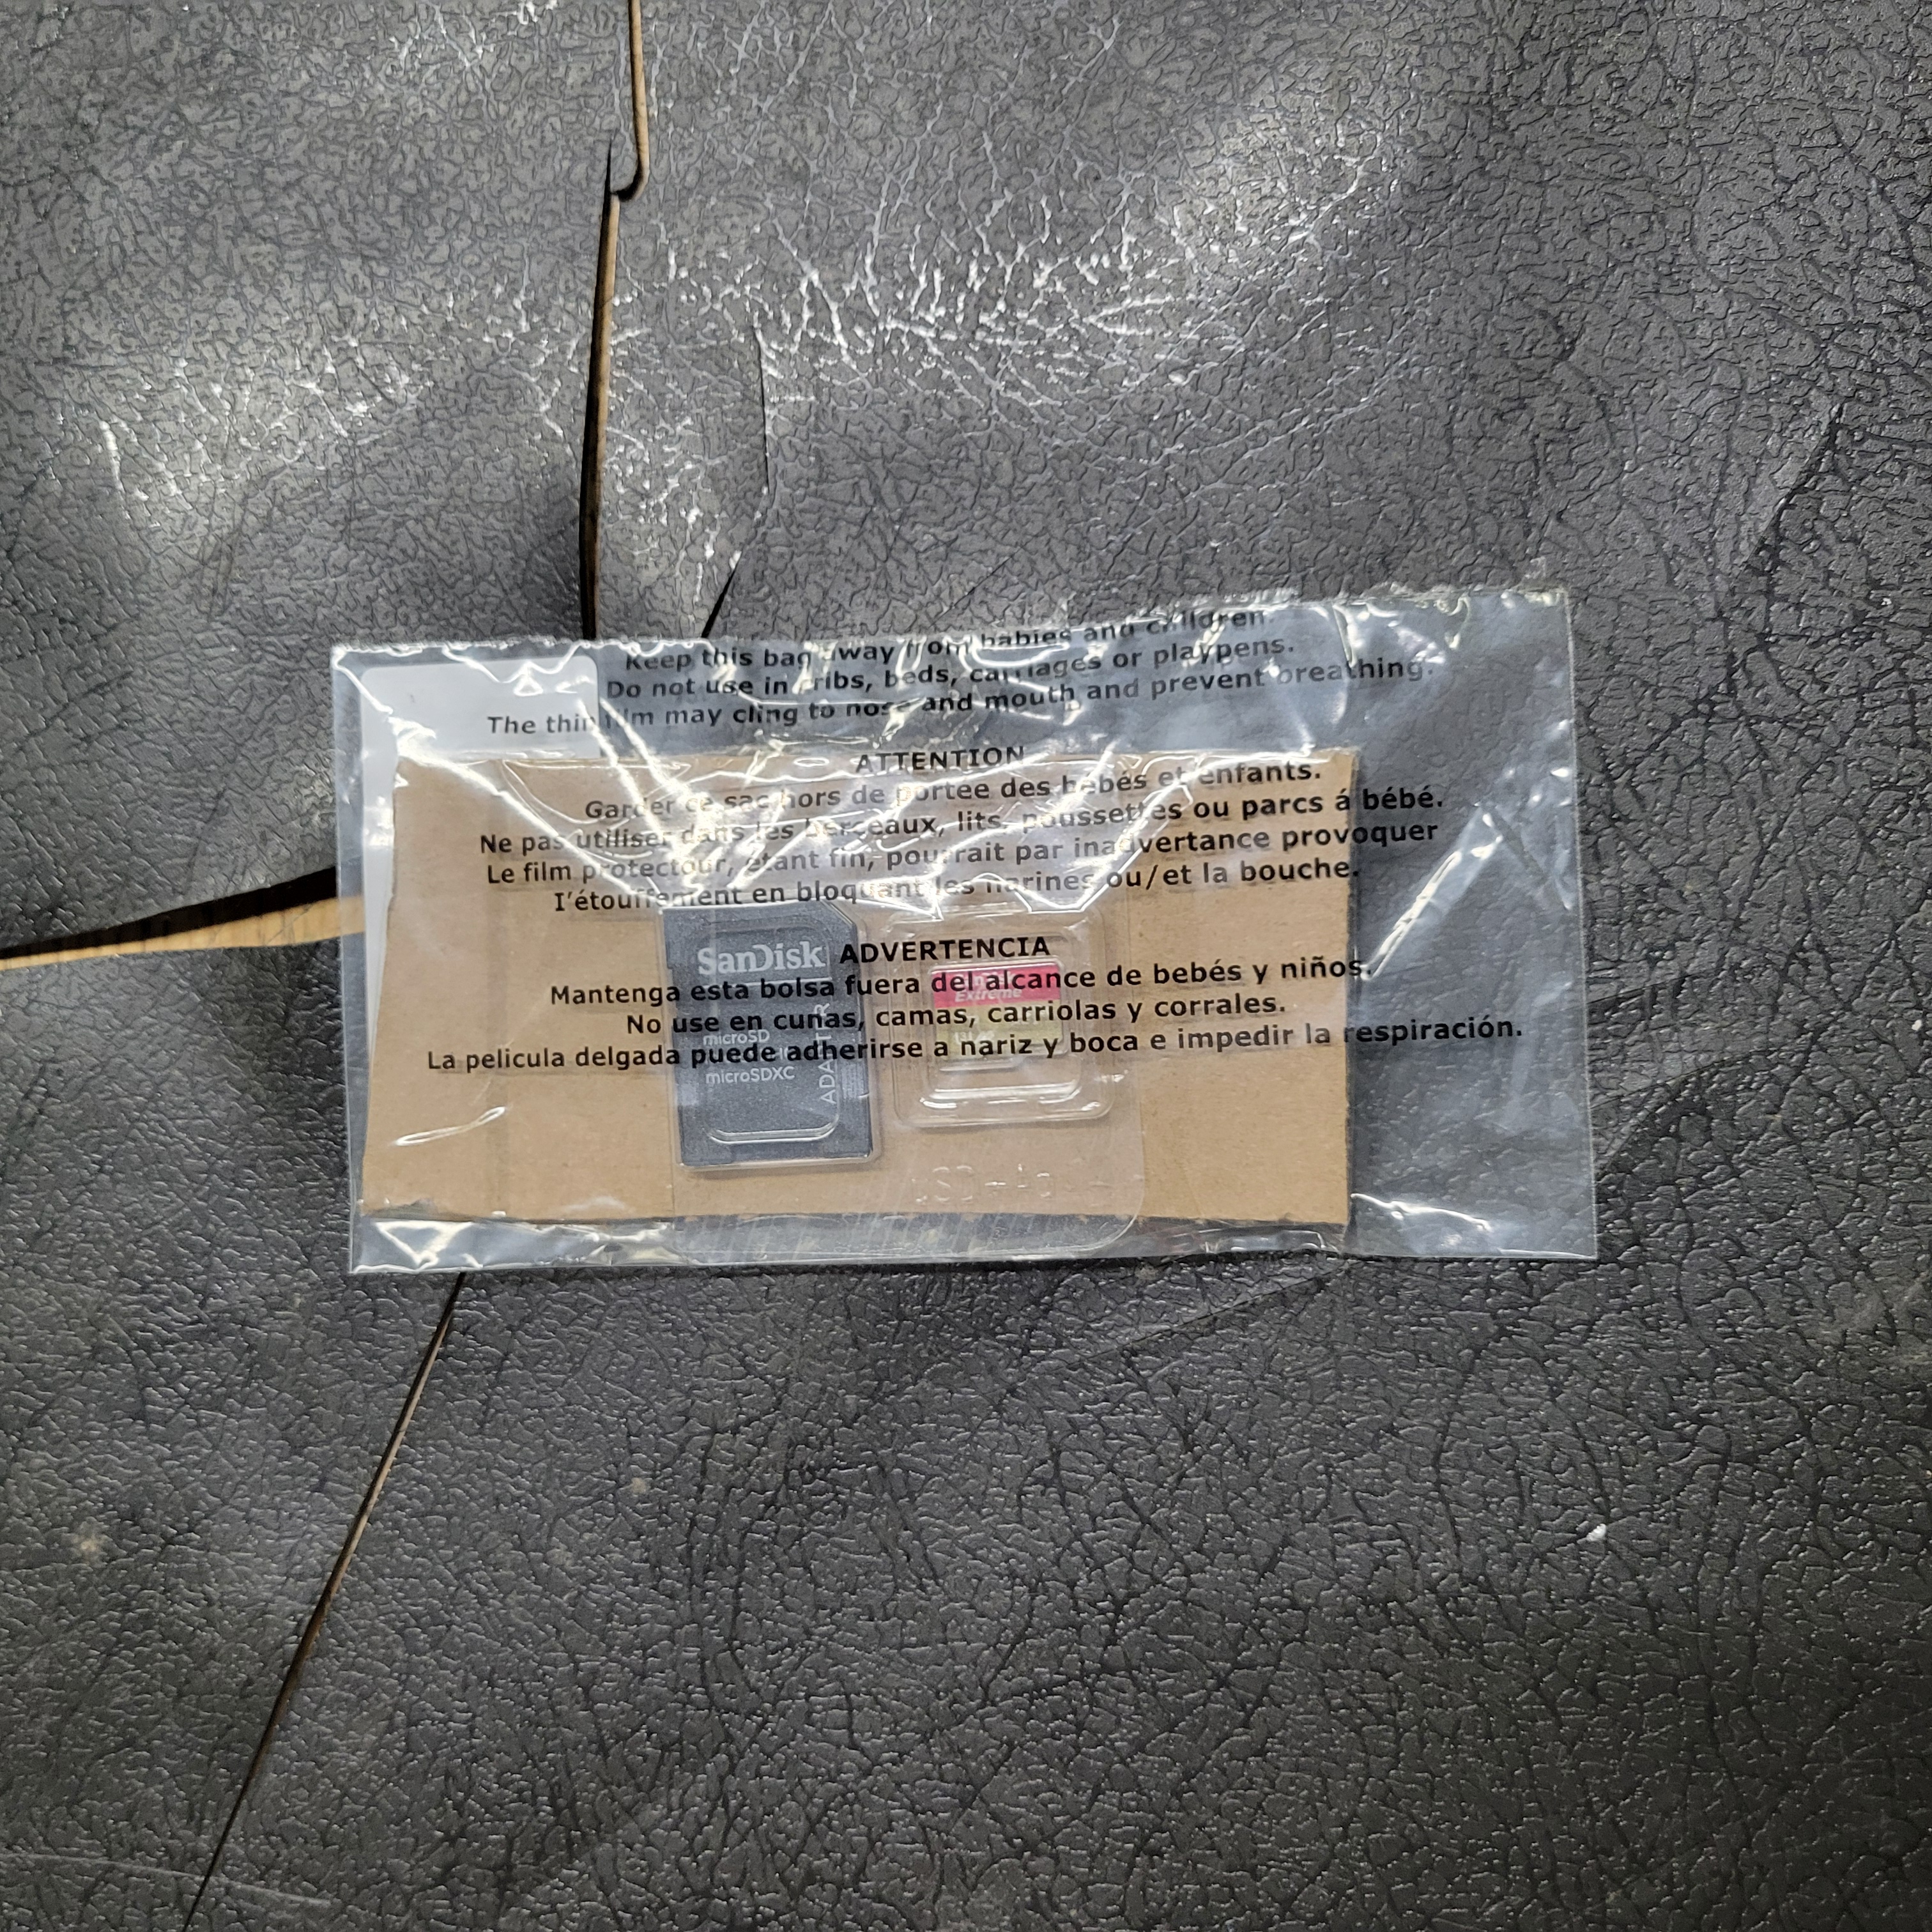 Keep this bag away from babies and children.
Do not use in cribs, beds, carriages or playpens.
The thin film may cling to nose and mouth and prevent breathing.
ATTENTION
Garder ce sac hors de portée des bébés et enfants.
Ne pas utiliser dans les berceaux, lits, poussettes ou parcs á bébé.
Le film protectour, étant fin, pourrait par inadvertance provoquer
I'étouffement en bloquant les narines ou/et la bouche.
ADVERTENCIA
Mantenga esta bolsa fuera del alcance de bebés y niños.
No use en cunas, camas, carriolas y corrales.
La pelicula delgada puede adherirse a nariz y boca e impedir la respiración.
SanDisk
microSD
microSDXC
ADAPTER
Extreme